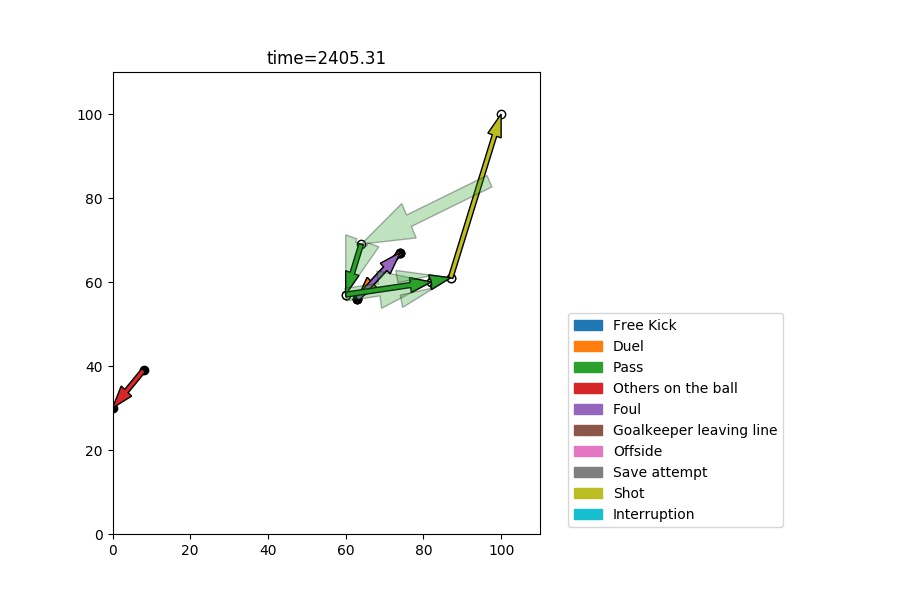 time=2405.31
100
80
60
40
20
0
0 20 40 60 80 100
Free Kick
Duel
Pass
Others on the ball
Foul
Goalkeeper leaving line
Offside
Save attempt
Shot
Interruption